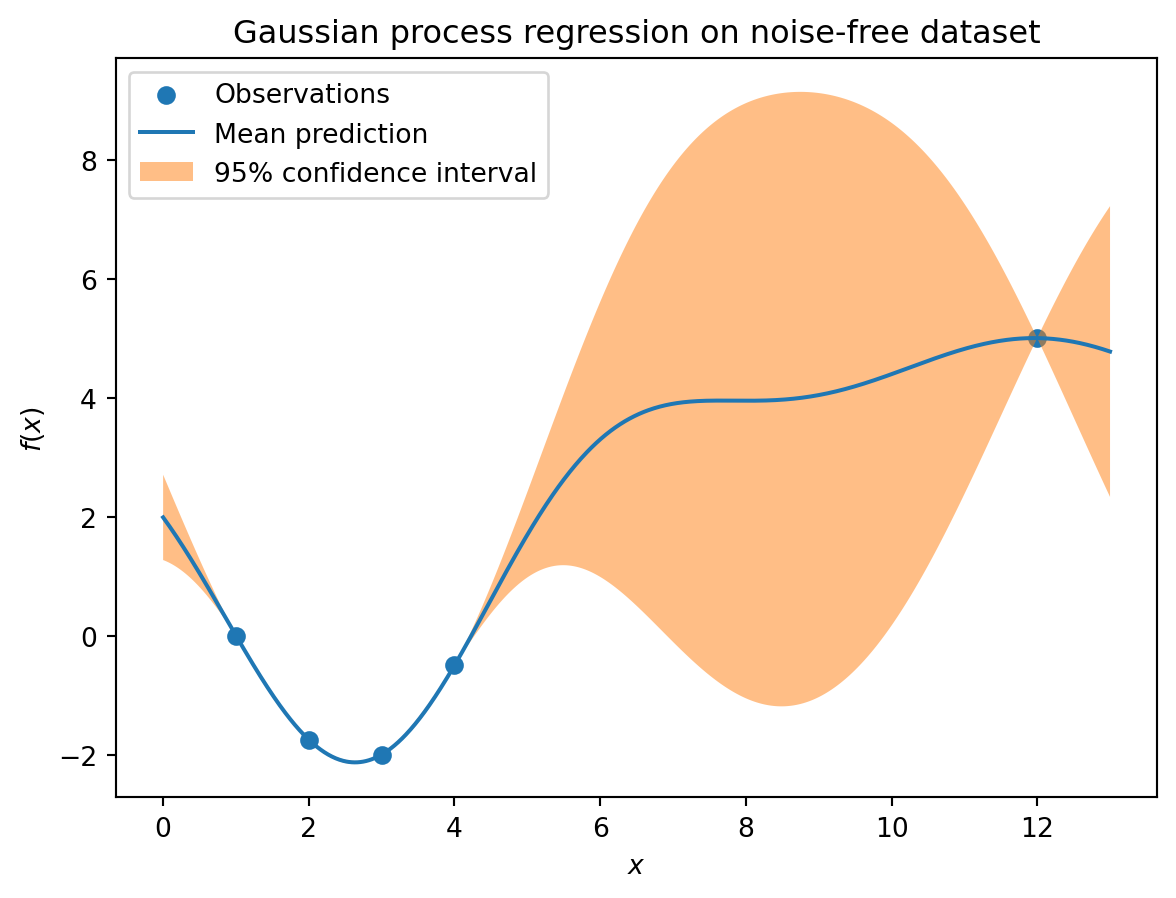 Gaussian process regression on noise-free dataset
Observations
Mean prediction
95% confidence interval
8
6
4
2
0
−2
f(x)
0 2 4 6 8 10 12
x